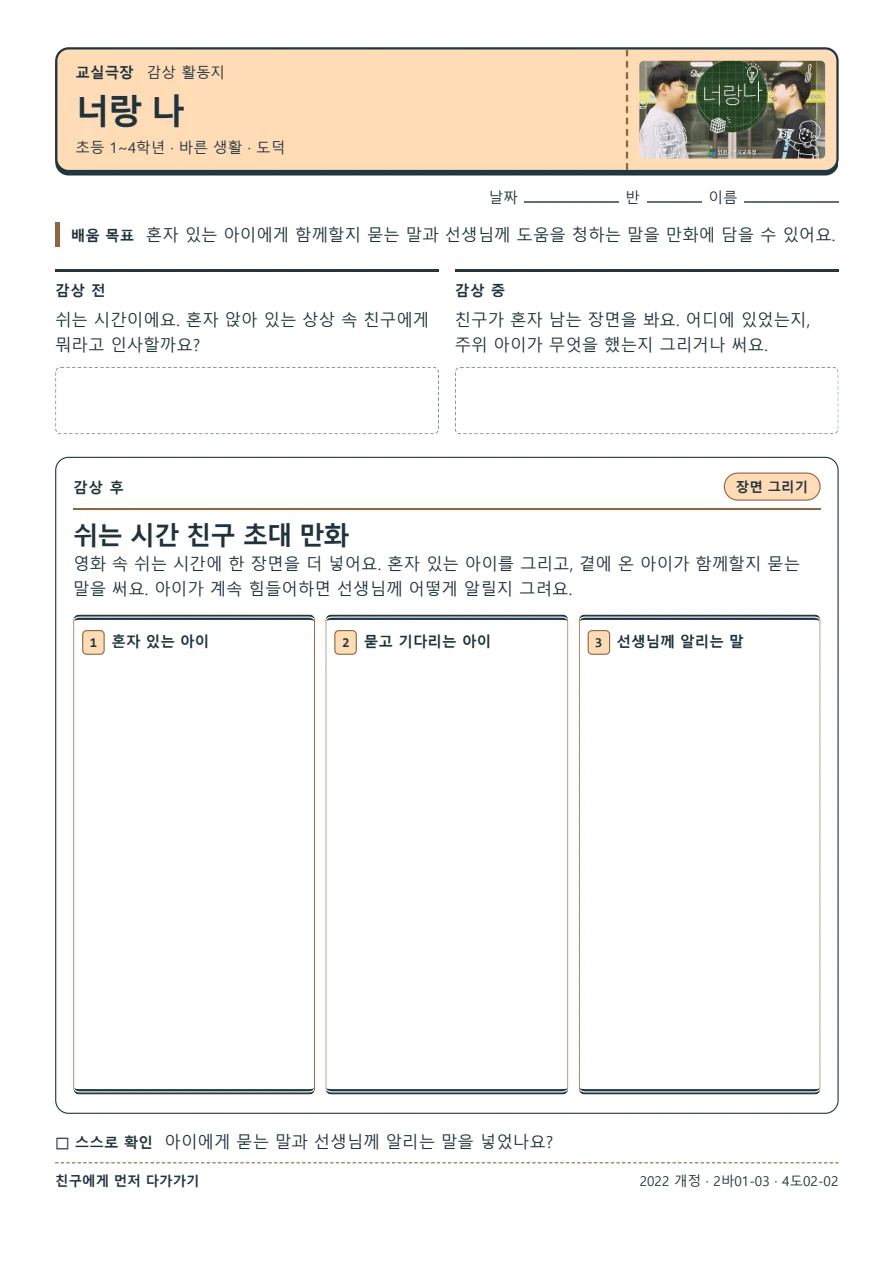 교실극장 감상 활동지
너랑 나
초등 1~4학년 · 바른 생활 · 도덕
너랑나
날짜 반 이름
배움 목표 혼자 있는 아이에게 함께할지 묻는 말과 선생님께 도움을 청하는 말을 만화에 담을 수 있어요.
감상 전
쉬는 시간이에요. 혼자 앉아 있는 상상 속 친구에게
뭐라고 인사할까요?
감상 중
친구가 혼자 남는 장면을 봐요. 어디에 있었는지,
주위 아이가 무엇을 했는지 그리거나 써요.
감상 후
장면 그리기
쉬는 시간 친구 초대 만화
영화 속 쉬는 시간에 한 장면을 더 넣어요. 혼자 있는 아이를 그리고, 곁에 온 아이가 함께할지 묻는
말을 써요. 아이가 계속 힘들어하면 선생님께 어떻게 알릴지 그려요.
1 혼자 있는 아이
2 묻고 기다리는 아이
3 선생님께 알리는 말
스스로 확인 아이에게 묻는 말과 선생님께 알리는 말을 넣었나요?
친구에게 먼저 다가가기
2022 개정 · 2바01-03 · 4도02-02